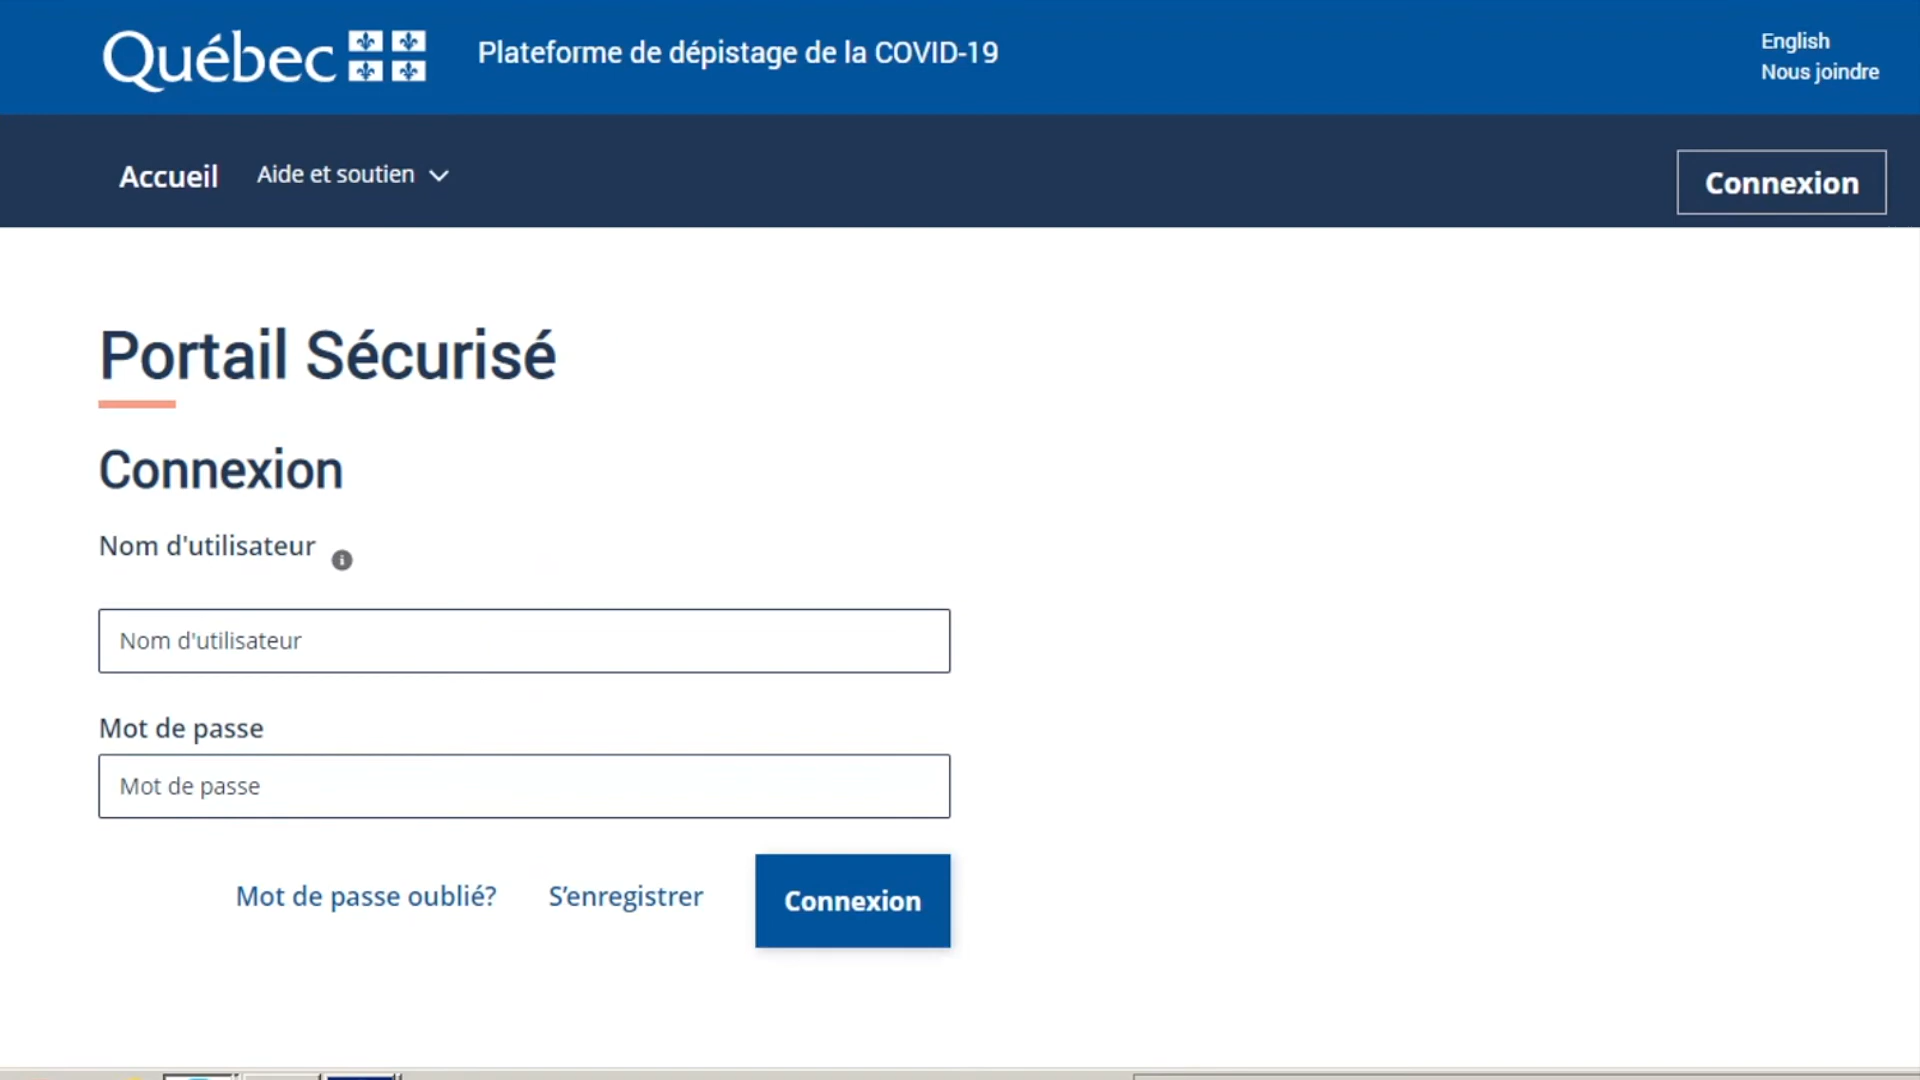 Québec
Plateforme de dépistage de la COVID-19
English
Nous joindre
Accueil
Aide et soutien
Connexion
Portail Sécurisé
Connexion
Nom d'utilisateur
Nom d'utilisateur
Mot de passe
Mot de passe
Mot de passe oublié?
S’enregistrer
Connexion